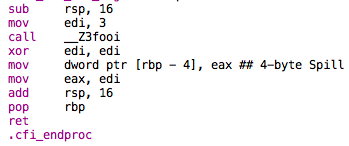 sub rsp, 16
mov edi, 3
call __Z3fooi
xor edi, edi
mov dword ptr [rbp - 4], eax ## 4-byte Spill
mov eax, edi
add rsp, 16
pop rbp
ret
.cfi_endproc